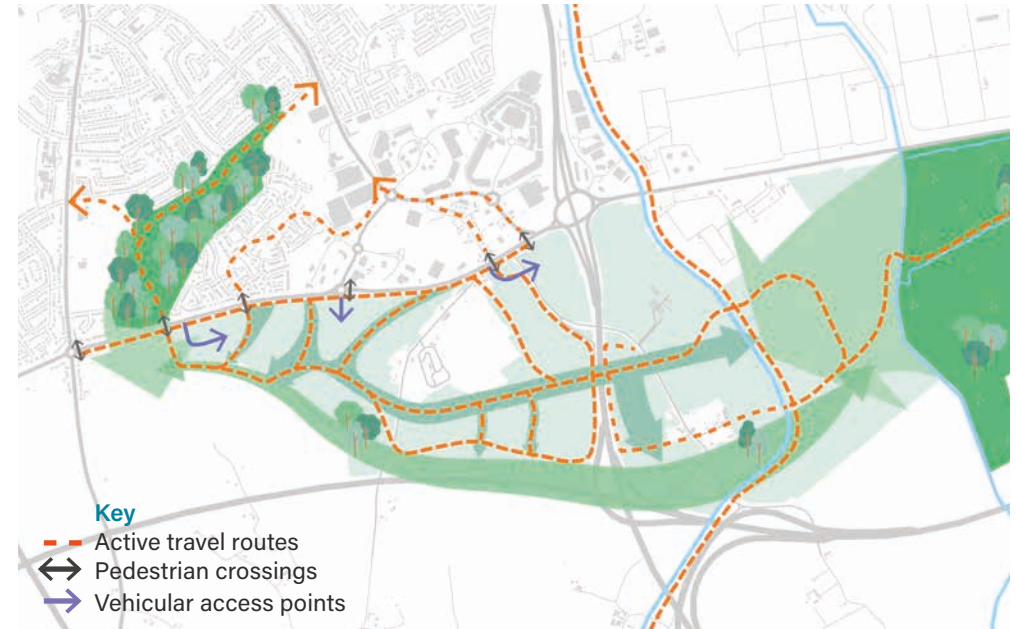 Key
Active travel routes
Pedestrian crossings
Vehicular access points